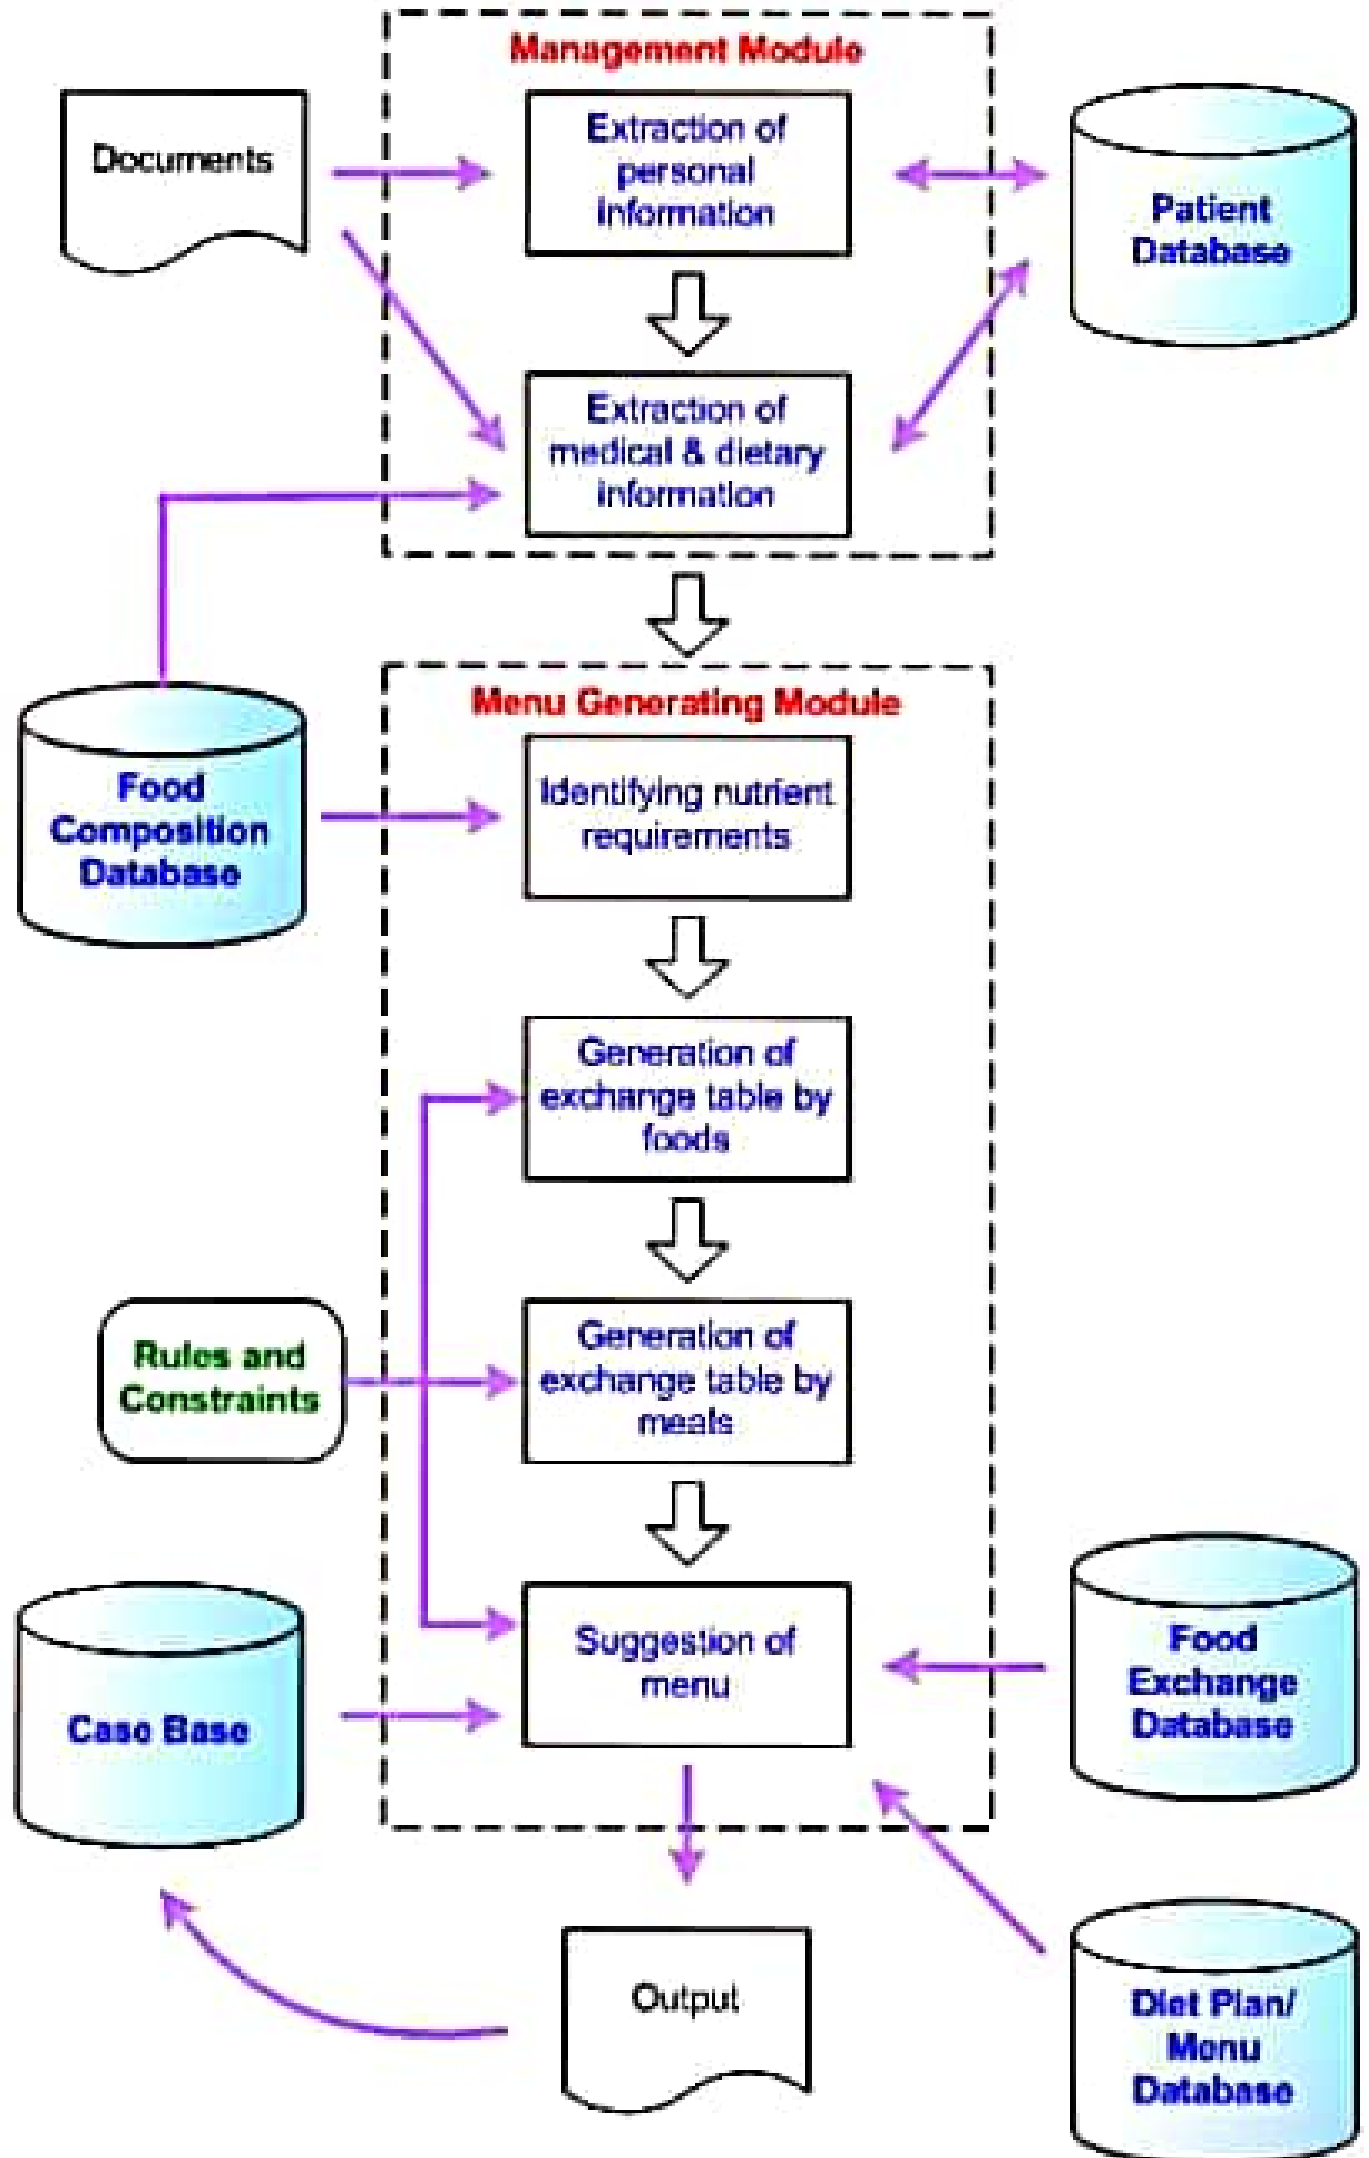 Management Module
Documents
Extraction of
personal
information
Patient
Database
Extraction of
medical & dietary
information
Menu Generating Module
Food
Composition
Database
Identifying nutrient
requirements
Generation of
exchange table by
foods
Rules and
Constraints
Generation of
exchange table by
meals
Case Base
Suggestion of
menu
Food
Exchange
Database
Output
Diet Plan/
Menu
Database